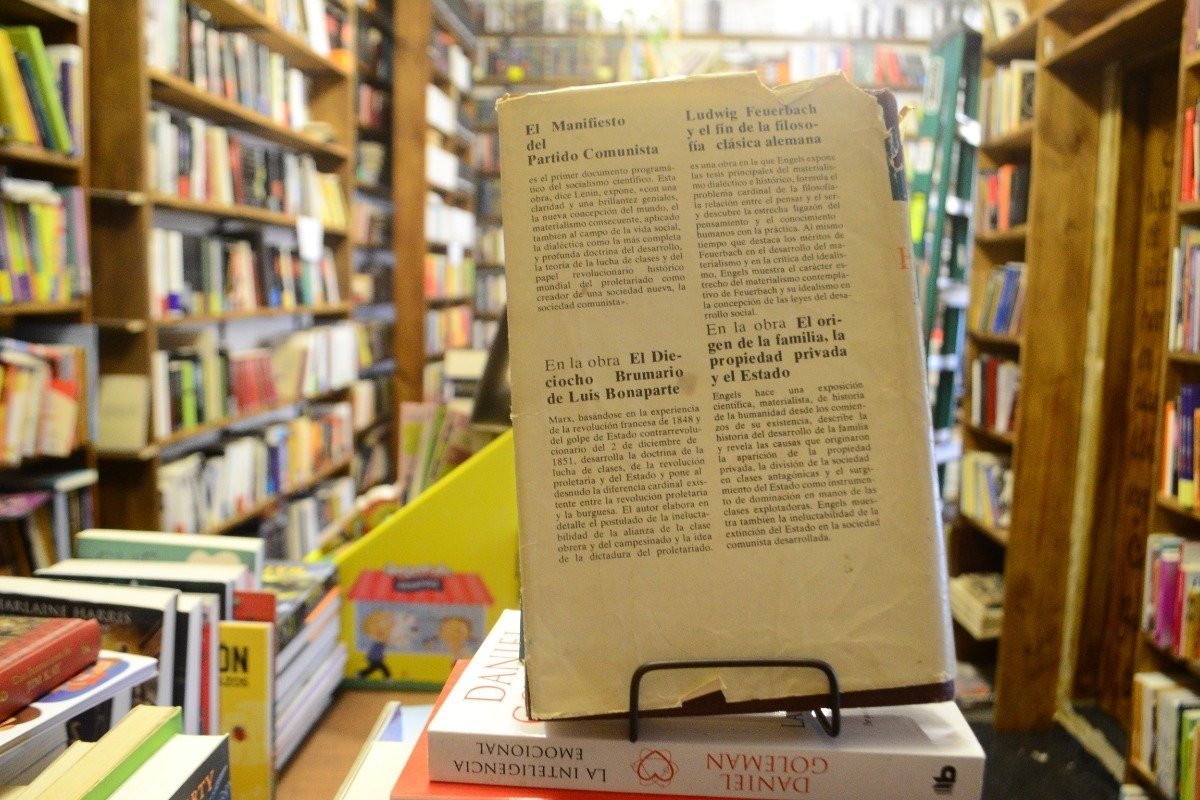 El Manifiesto
del
Partido Comunista
es el primer documento programá-
tico del socialismo científico. Esta
obra, dice Lenin, expone, «con una
claridad y una brillantez geniales,
la nueva concepción del mundo, el
materialismo consecuente, aplicado
también al campo de la vida social,
la dialéctica como la más completa
y profunda doctrina del desarrollo,
la teoría de la lucha de clases y del
papel revolucionario histórico
mundial del proletariado como
creador de una sociedad nueva, la
sociedad comunista».
En la obra El Die-
ciocho Brumario
de Luis Bonaparte
Marx, basándose en la experiencia
de la revolución francesa de 1848 y
del golpe de Estado contrarrevolu-
cionario del 2 de diciembre de
1851, desarrolla la doctrina de la
lucha de clases, de la revolución
proletaria y del Estado y pone al
desnudo la diferencia cardinal exis-
tente entre la revolución proletaria
y la burguesa. El autor elabora en
detalle el postulado de la inelucta-
bilidad de la alianza de la clase
obrera y del campesinado y la idea
de la dictadura del proletariado.
Ludwig Feuerbach
y el fin de la filoso-
fía clásica alemana
es una obra en la que Engels expone
las tesis principales del materialis-
mo dialéctico e histórico, formula el
problema cardinal de la filosofía-
la relación entre el pensar y el ser-
y descubre la estrecha ligazón del
pensamiento y el conocimiento
humanos con la práctica. Al mismo
tiempo que destaca los méritos de
Feuerbach en el desarrollo del ma-
terialismo y en la crítica del idealis-
mo, Engels muestra el carácter es-
trecho del materialismo contempla-
tivo de Feuerbach y su idealismo en
la concepción de las leyes del desa-
rrollo social.
En la obra El ori-
gen de la familia, la
propiedad privada
y el Estado
Engels hace una exposición
científica, materialista, de historia
de la humanidad desde los comien-
zos de su existencia, describe la
historia del desarrollo de la familia
y revela las causas que originaron
la aparición de la propiedad
privada, la división de la sociedad
en clases antagónicas y el surgi-
miento del Estado como instrumen-
to de dominación en manos de las
clases explotadoras. Engels mues-
tra tambien la ineluctabilidad de la
extinción del Estado en la sociedad
comunista desarrollada.
DANIEL
LA INTELIGENCIA
EMOCIONAL
DANIEL
GOLEMAN
HARLAINE HARRIS